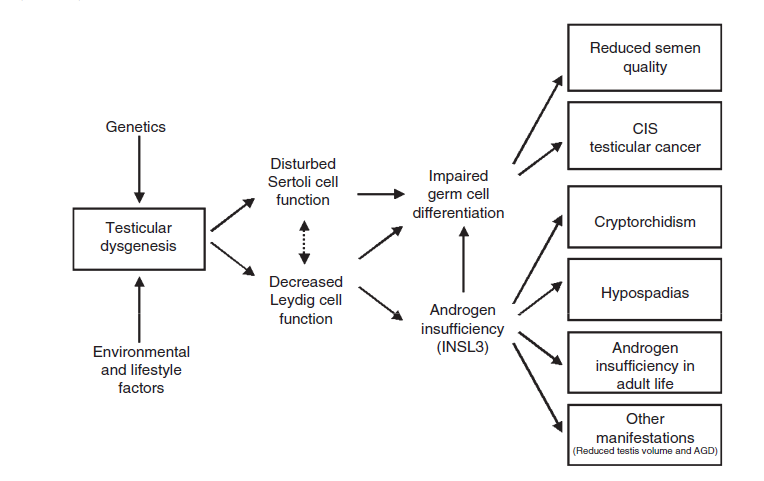 Genetics
Testicular
dysgenesis
Environmental
and lifestyle
factors
Disturbed
Sertoli cell
function
Decreased
Leydig cell
function
Impaired
germ cell
differentiation
Androgen
insufficiency
(INSL3)
Reduced semen
quality
CIS
testicular cancer
Cryptorchidism
Hypospadias
Androgen
insufficiency in
adult life
Other
manifestations
(Reduced testis volume and AGD)